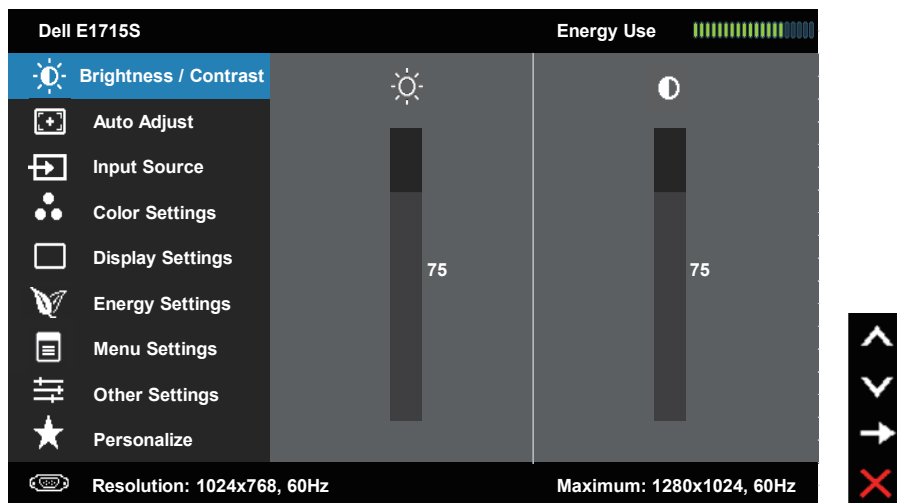 Dell E1715S
Energy Use
Brightness / Contrast
Auto Adjust
Input Source
Color Settings
Display Settings
75
75
Energy Settings
Menu Settings
Other Settings
Personalize
Resolution: 1024x768, 60Hz
Maximum: 1280x1024, 60Hz